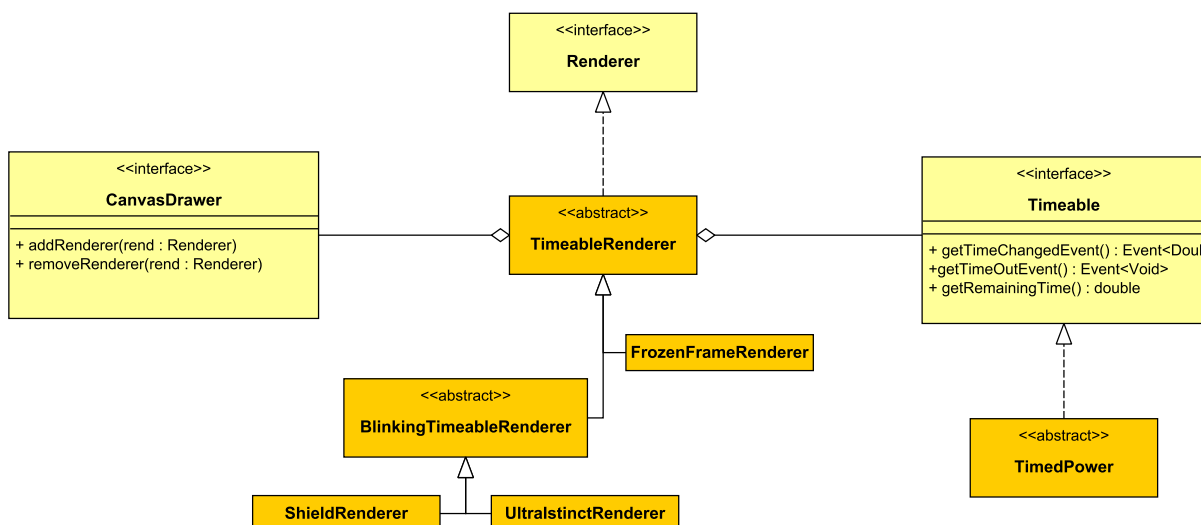 <<interface>>
Renderer
<<interface>>
CanvasDrawer
+ addRenderer(rend : Renderer)
+ removeRenderer(rend : Renderer)
<<abstract>>
TimeableRenderer
<<interface>>
Timeable
+ getTimeChangedEvent() : Event<Doul
+getTimeOutEvent() : Event<Void>
+ getRemainingTime() : double
FrozenFrameRenderer
<<abstract>>
BlinkingTimeableRenderer
<<abstract>>
TimedPower
ShieldRenderer
UltraIstinctRenderer